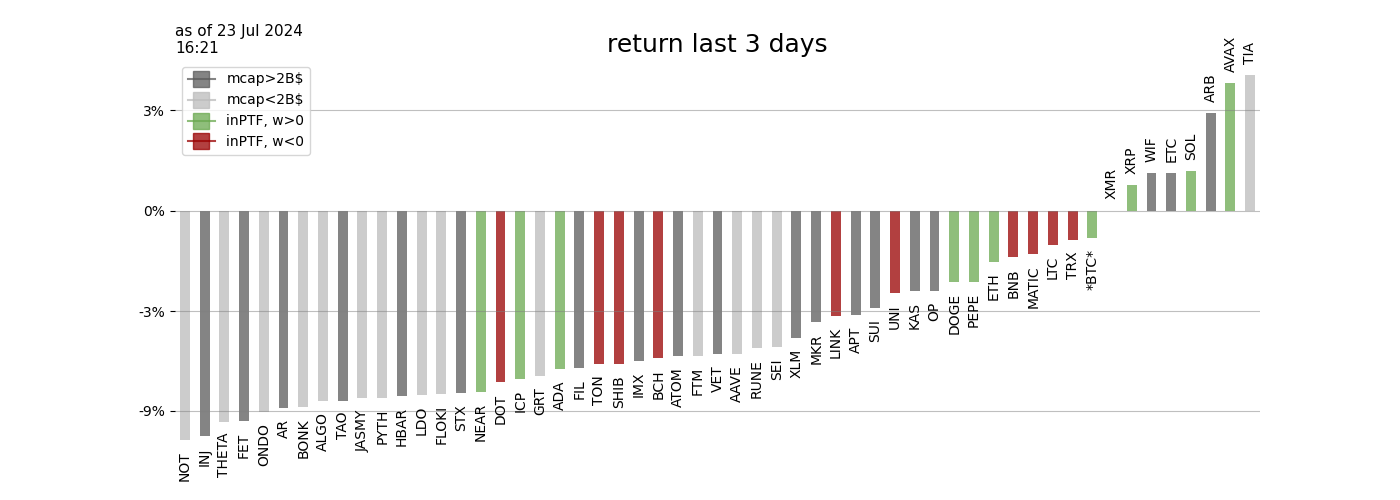 as of 23 Jul 2024
16:21
return last 3 days
mcap>2B$
mcap<2B$
inPTF, w>0
inPTF, w<0
3%
0%
-3%
-9%
NOT
INJ
THETA
FET
ONDO
AR
BONK
ALGO
TAO
JASMY
PYTH
HBAR
LDO
FLOKI
STX
NEAR
DOT
ICP
GRT
ADA
FIL
TON
SHIB
IMX
BCH
ATOM
FTM
VET
AAVE
RUNE
SEI
XLM
MKR
LINK
APT
SUI
UNI
KAS
OP
DOGE
PEPE
ETH
BNB
MATIC
LTC
TRX
*BTC*
XMR
XRP
WIF
ETC
SOL
ARB
AVAX
TIA